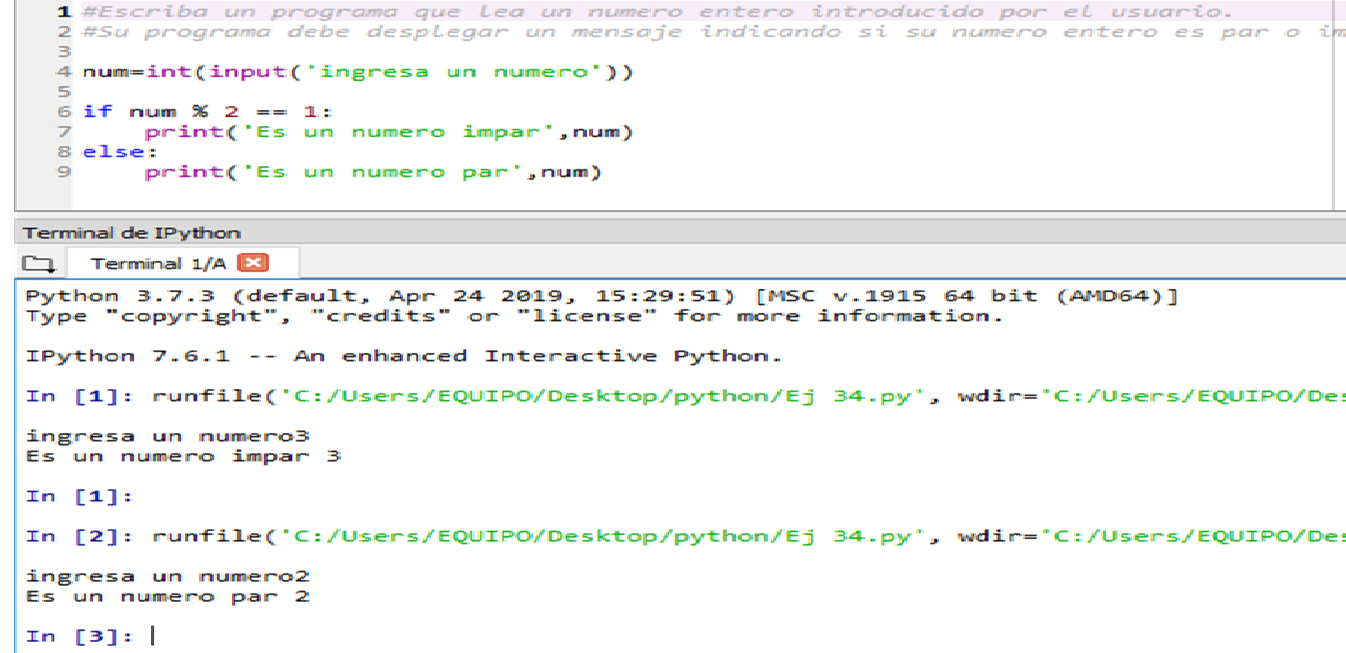 1 #Escriba un programa que lea un numero entero introducido por el usuario.
2 #Su programa debe desplegar un mensaje indicando si su numero entero es par o
3
4 num=int(input('ingresa un numero'))
5
6 if num % 2 == 1:
7 print('Es un numero impar',num)
8 else:
9 print('Es un numero par',num)
Terminal de IPython
Terminal 1/A
Python 3.7.3 (default, Apr 24 2019, 15:29:51) [MSC v.1915 64 bit (AMD64)]
Type "copyright", "credits" or "license" for more information.
IPython 7.6.1 -- An enhanced Interactive Python.
In [1]: runfile('C:/Users/EQUIPO/Desktop/python/Ej 34.py', wdir='C:/Users/EQUIPO/Des
ingresa un numero3
Es un numero impar 3
In [1]:
In [2]: runfile('C:/Users/EQUIPO/Desktop/python/Ej 34.py', wdir='C:/Users/EQUIPO/Des
ingresa un numero2
Es un numero par 2
In [3]: